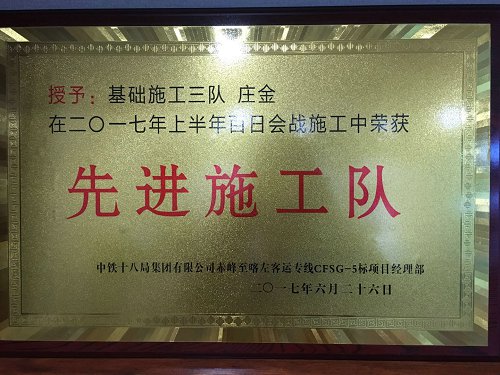 授予：基础施工三队 庄金
在二〇一七年上半年百日会战施工中荣获
先进施工队
中铁十八局集团有限公司赤峰至喀左客运专线CFSG-5标项目经理部
二〇一七年六月二十六日